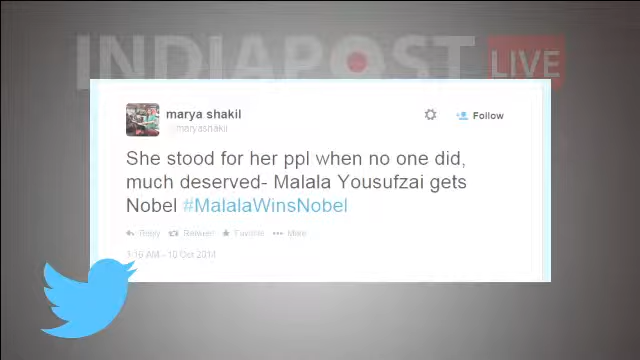 INDIAPOST LIVE
marya shakil
@maryashakil
Follow
She stood for her ppl when no one did,
much deserved- Malala Yousufzai gets
Nobel #MalalaWinsNobel
Reply Retweet Favorite More
3:16 AM - 10 Oct 2014